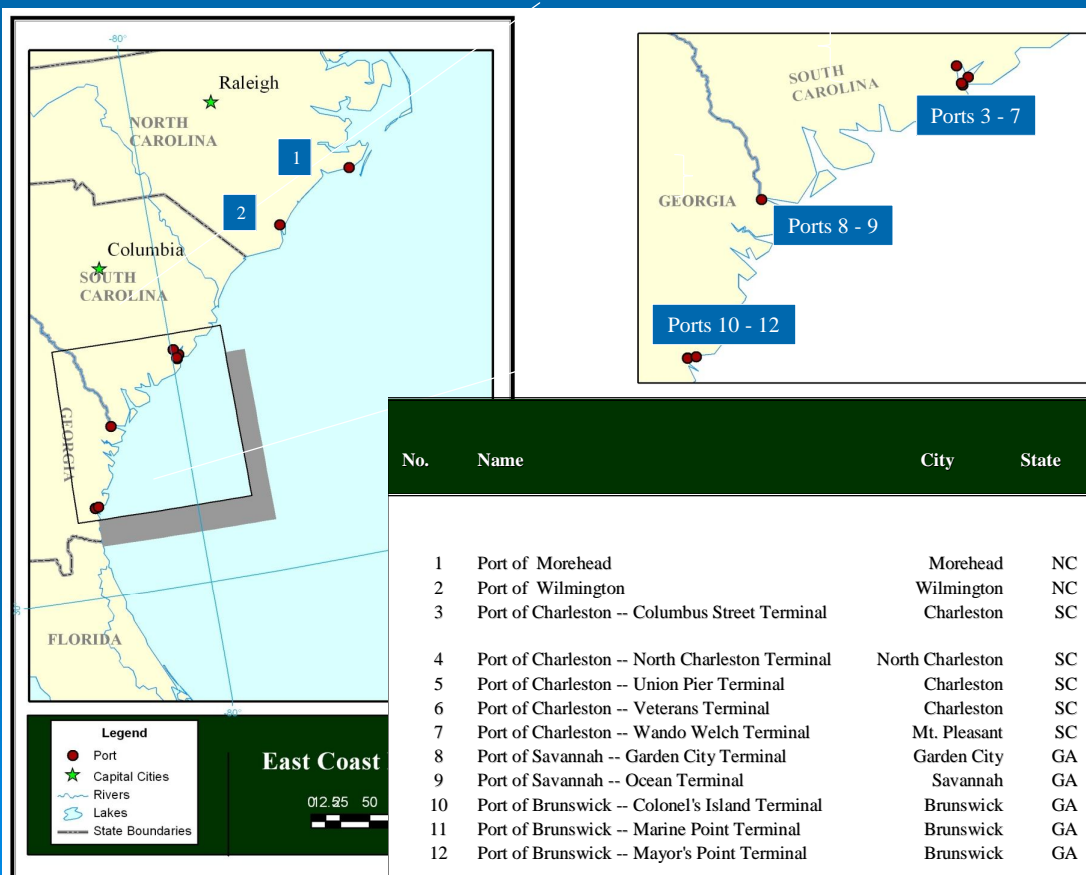 -80°
Raleigh
NORTH
CAROLINA
1
2
Columbia
SOUTH
CAROLINA
GEORGIA
FLORIDA
-80°
30°
SOUTH
CAROLINA
Ports 3 - 7
GEORGIA
Ports 8 - 9
Ports 10 - 12
Legend
Port
Capital Cities
Rivers
Lakes
State Boundaries
East Coast
012.525 50
No. Name City State
1 Port of Morehead Morehead NC
2 Port of Wilmington Wilmington NC
3 Port of Charleston -- Columbus Street Terminal Charleston SC
4 Port of Charleston -- North Charleston Terminal North Charleston SC
5 Port of Charleston -- Union Pier Terminal Charleston SC
6 Port of Charleston -- Veterans Terminal Charleston SC
7 Port of Charleston -- Wando Welch Terminal Mt. Pleasant SC
8 Port of Savannah -- Garden City Terminal Garden City GA
9 Port of Savannah -- Ocean Terminal Savannah GA
10 Port of Brunswick -- Colonel's Island Terminal Brunswick GA
11 Port of Brunswick -- Marine Point Terminal Brunswick GA
12 Port of Brunswick -- Mayor's Point Terminal Brunswick GA